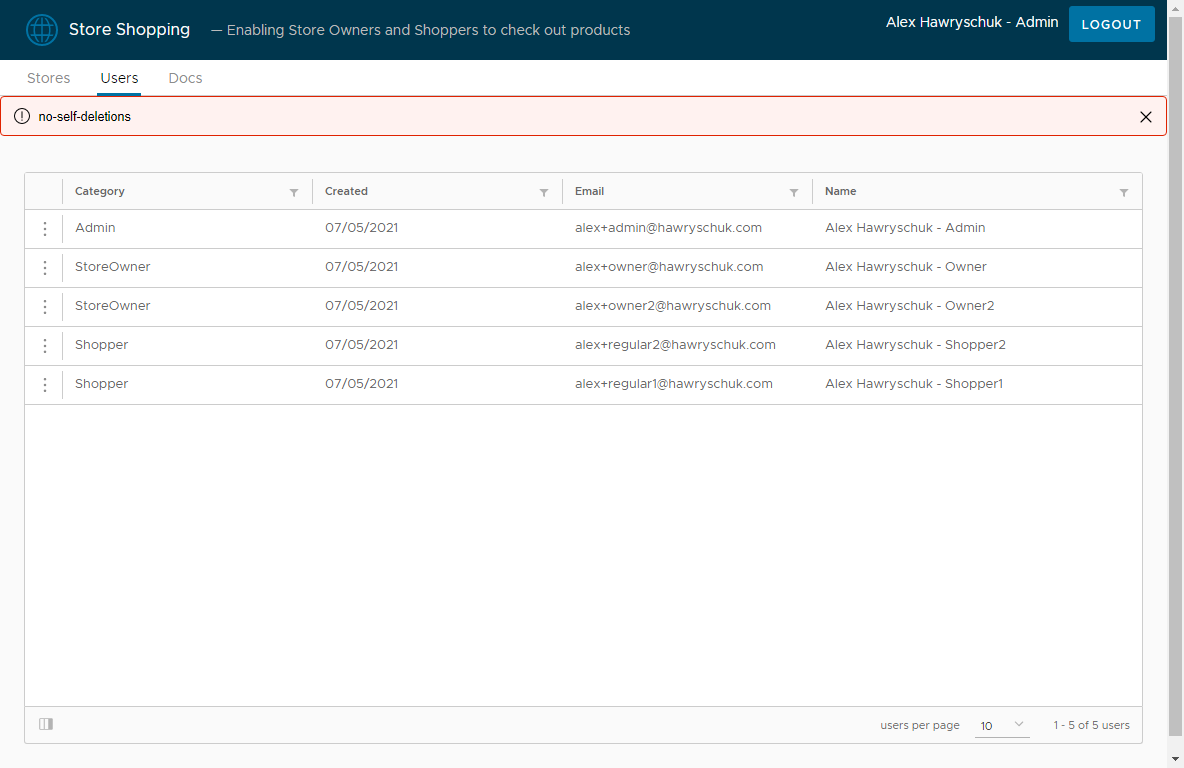 Store Shopping — Enabling Store Owners and Shoppers to check out products Alex Hawryschuk - Admin LOGOUT
Stores Users Docs
no-self-deletions
Category Created Email Name
Admin 07/05/2021 alex+admin@hawryschuk.com Alex Hawryschuk - Admin
StoreOwner 07/05/2021 alex+owner@hawryschuk.com Alex Hawryschuk - Owner
StoreOwner 07/05/2021 alex+owner2@hawryschuk.com Alex Hawryschuk - Owner2
Shopper 07/05/2021 alex+regular2@hawryschuk.com Alex Hawryschuk - Shopper2
Shopper 07/05/2021 alex+regular1@hawryschuk.com Alex Hawryschuk - Shopper1
users per page 10 1 - 5 of 5 users